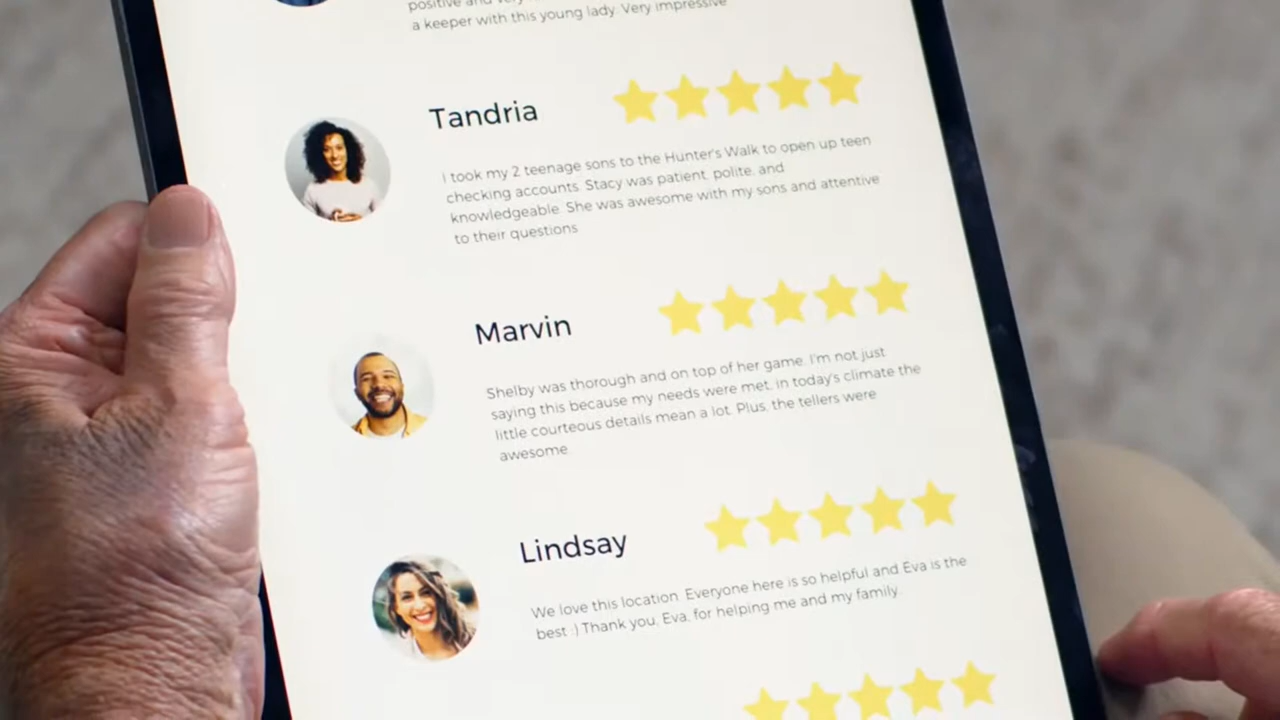 positive and very
a keeper with this young lady. Very impressive
Tandria
I took my 2 teenage sons to the Hunter's Walk to open up teen
checking accounts. Stacy was patient, polite, and
knowledgeable. She was awesome with my sons and attentive
to their questions
Marvin
Shelby was thorough and on top of her game. I'm not just
saying this because my needs were met, in today's climate the
little courteous details mean a lot. Plus, the tellers were
awesome.
Lindsay
We love this location. Everyone here is so helpful and Eva is the
best :) Thank you, Eva, for helping me and my family.